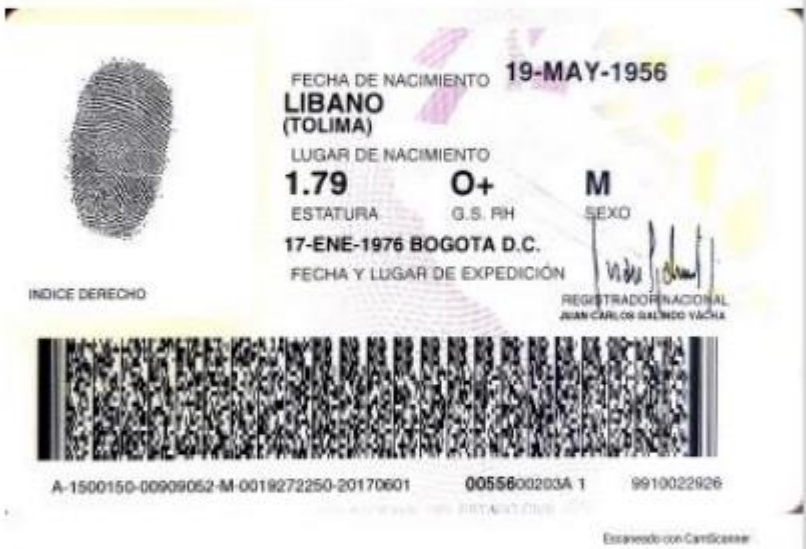 FECHA DE NACIMIENTO 19-MAY-1956
LIBANO
(TOLIMA)
LUGAR DE NACIMIENTO
1.79 O+ M
ESTATURA G.S. RH SEXO
17-ENE-1976 BOGOTA D.C.
FECHA Y LUGAR DE EXPEDICIÓN
INDICE DERECHO
REGISTRADOR NACIONAL
JUAN CARLOS GALINDO VACHA
A-1500150-00909052-M-0019272250-20170601 0055600203A 1 9910022926
Escaneado con CamScanner